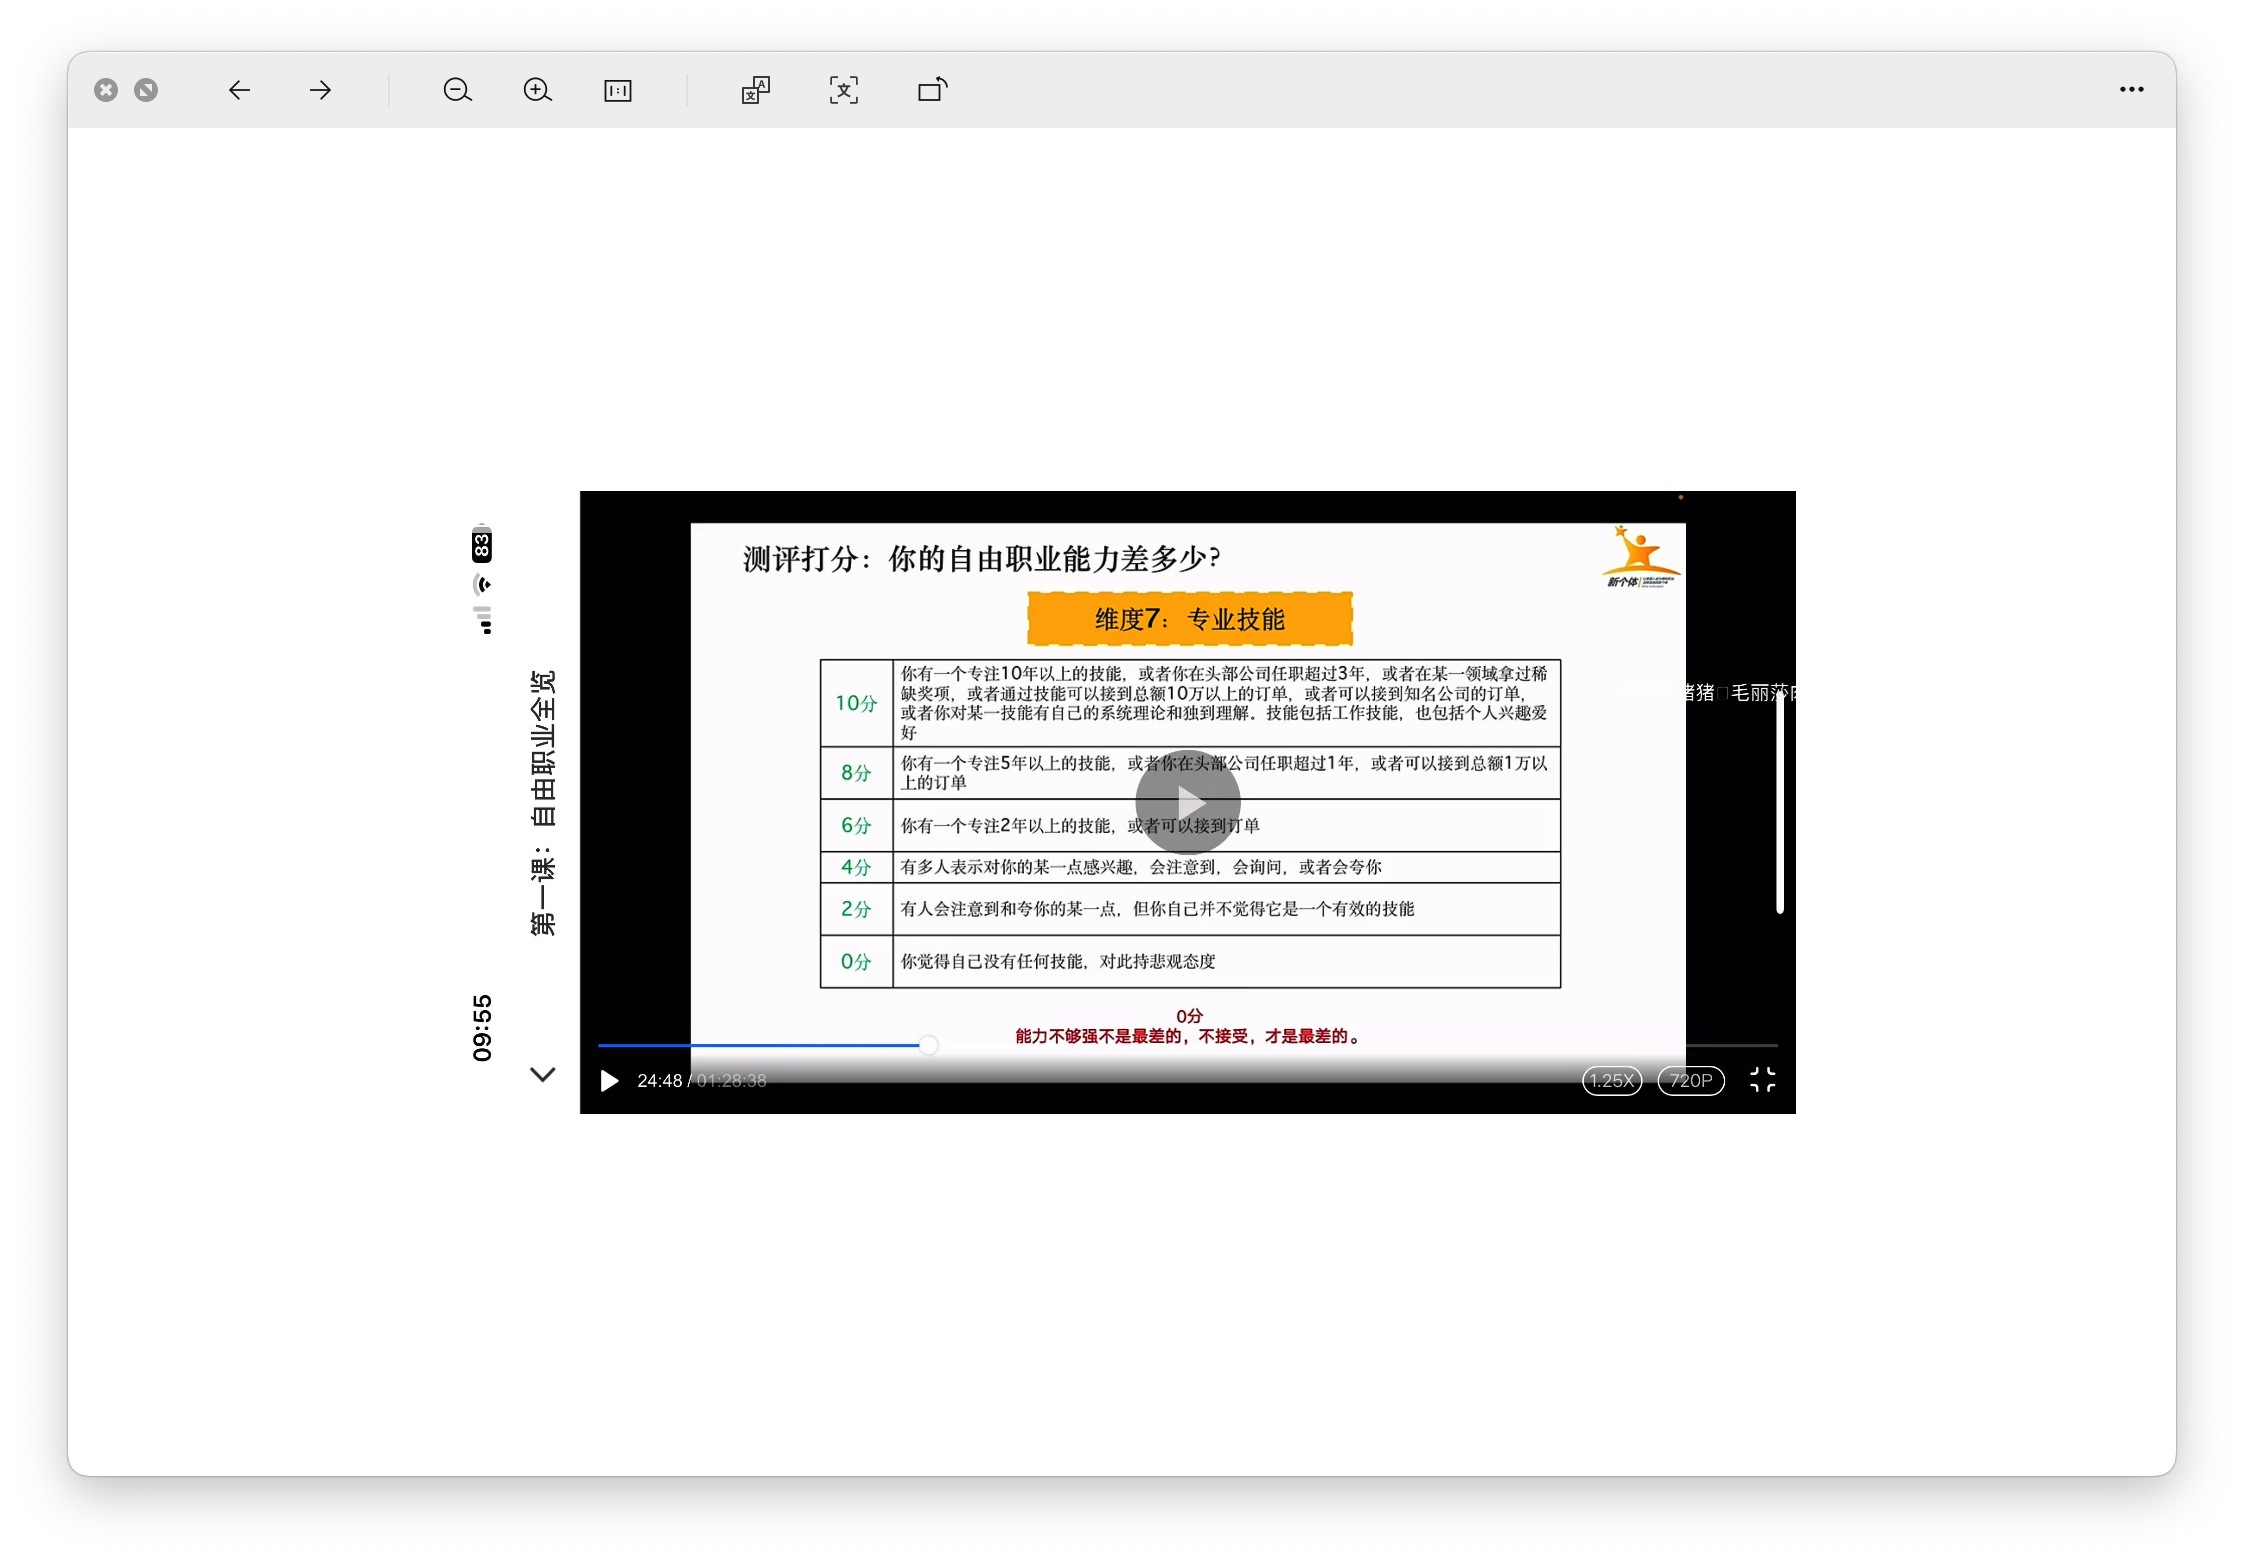 83
第一课：自由职业全览
09:55
测评打分：你的自由职业能力差多少？
新个体
维度7：专业技能
10分
你有一个专注10年以上的技能，或者你在头部公司任职超过3年，或者在某一领域拿过稀
缺奖项，或者通过技能可以接到总额10万以上的订单，或者可以接到知名公司的订单，
或者你对某一技能有自己的系统理论和独到理解。技能包括工作技能，也包括个人兴趣爱
好
8分
你有一个专注5年以上的技能，或者你在头部公司任职超过1年，或者可以接到总额1万以
上的订单
6分
你有一个专注2年以上的技能，或者可以接到订单
4分
有多人表示对你的某一点感兴趣，会注意到，会询问，或者会夸你
2分
有人会注意到和夸你的某一点，但你自己并不觉得它是一个有效的技能
0分
你觉得自己没有任何技能，对此持悲观态度
0分
能力不够强不是最差的，不接受，才是最差的。
猪毛丽莎
24:48 / 01:28:38
1.25X
720P